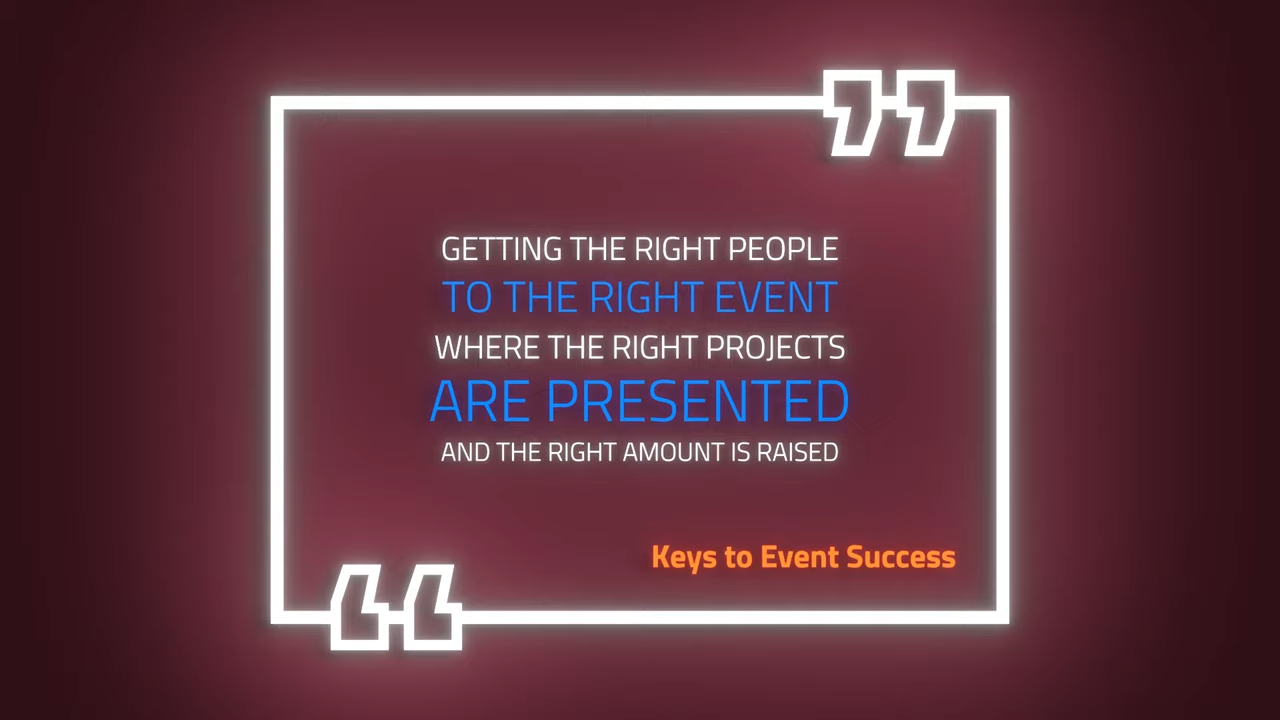 GETTING THE RIGHT PEOPLE
TO THE RIGHT EVENT
WHERE THE RIGHT PROJECTS
ARE PRESENTED
AND THE RIGHT AMOUNT IS RAISED
Keys to Event Success